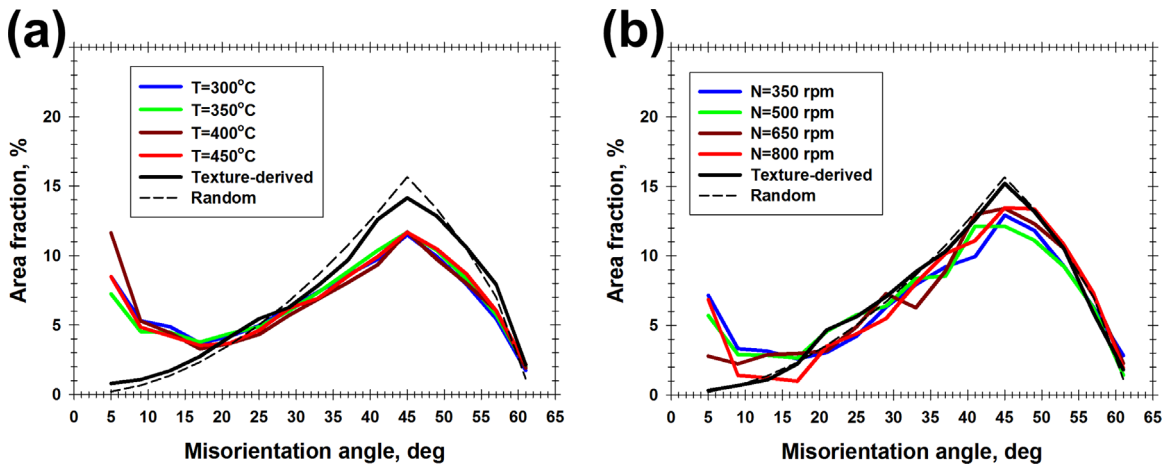 (a)
T=300°C
T=350°C
T=400°C
T=450°C
Texture-derived
Random
Area fraction, %
20
15
10
5
0
0 5 10 15 20 25 30 35 40 45 50 55 60 65
Misorientation angle, deg
(b)
N=350 rpm
N=500 rpm
N=650 rpm
N=800 rpm
Texture-derived
Random
Area fraction, %
20
15
10
5
0
0 5 10 15 20 25 30 35 40 45 50 55 60 65
Misorientation angle, deg